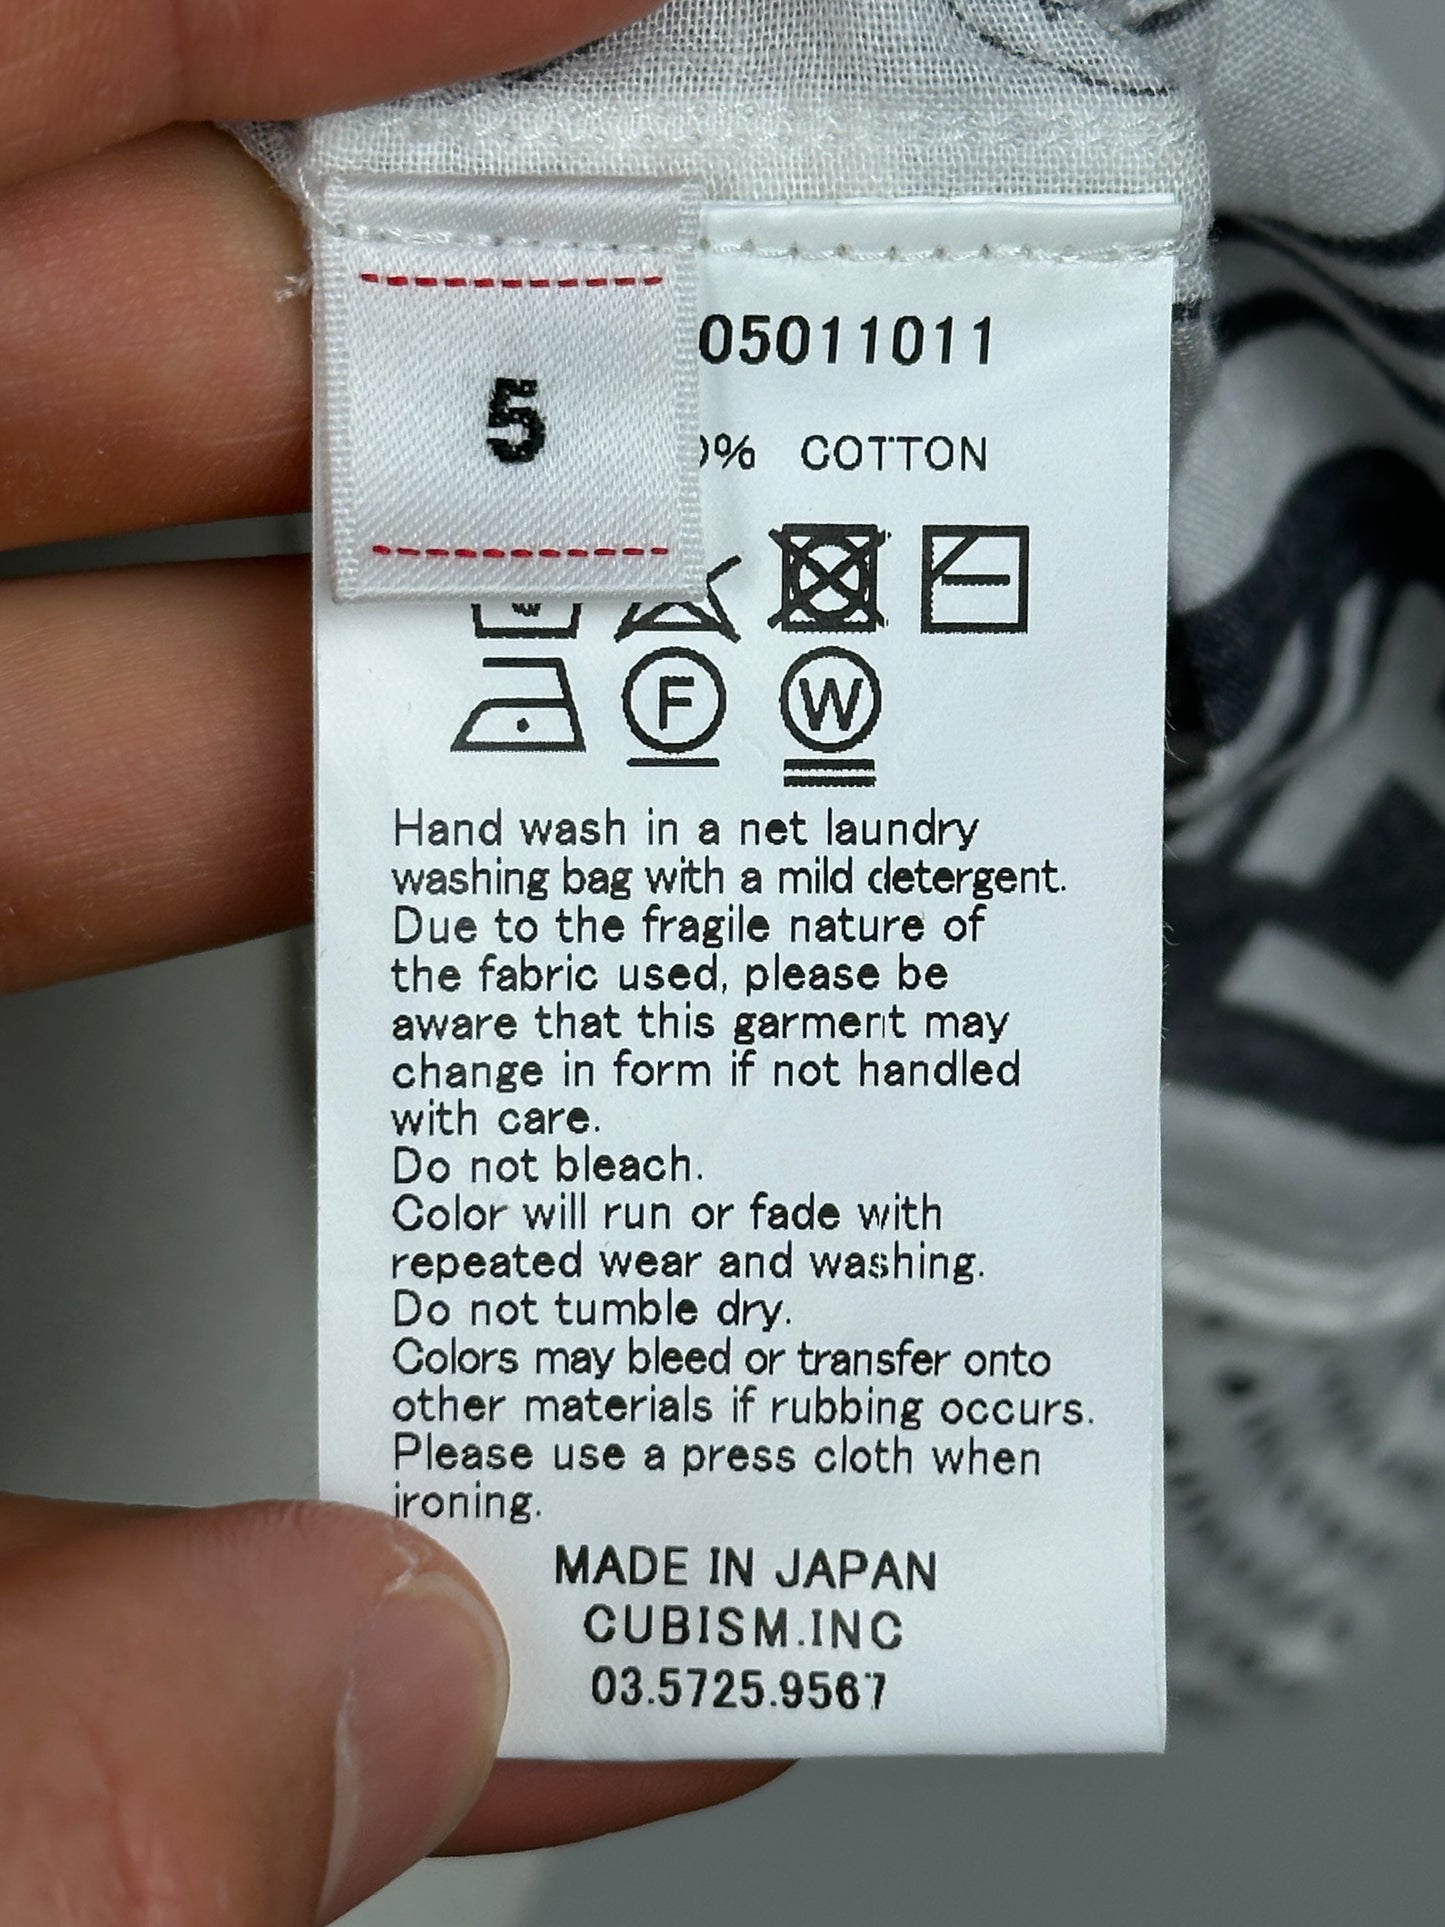 5
05011011
% COTTON
F
W
Hand wash in a net laundry
washing bag with a mild detergent.
Due to the fragile nature of
the fabric used, please be
aware that this garment may
change in form if not handled
with care.
Do not bleach.
Color will run or fade with
repeated wear and washing.
Do not tumble dry.
Colors may bleed or transfer onto
other materials if rubbing occurs.
Please use a press cloth when
ironing.
MADE IN JAPAN
CUBISM.INC
03.5725.9567